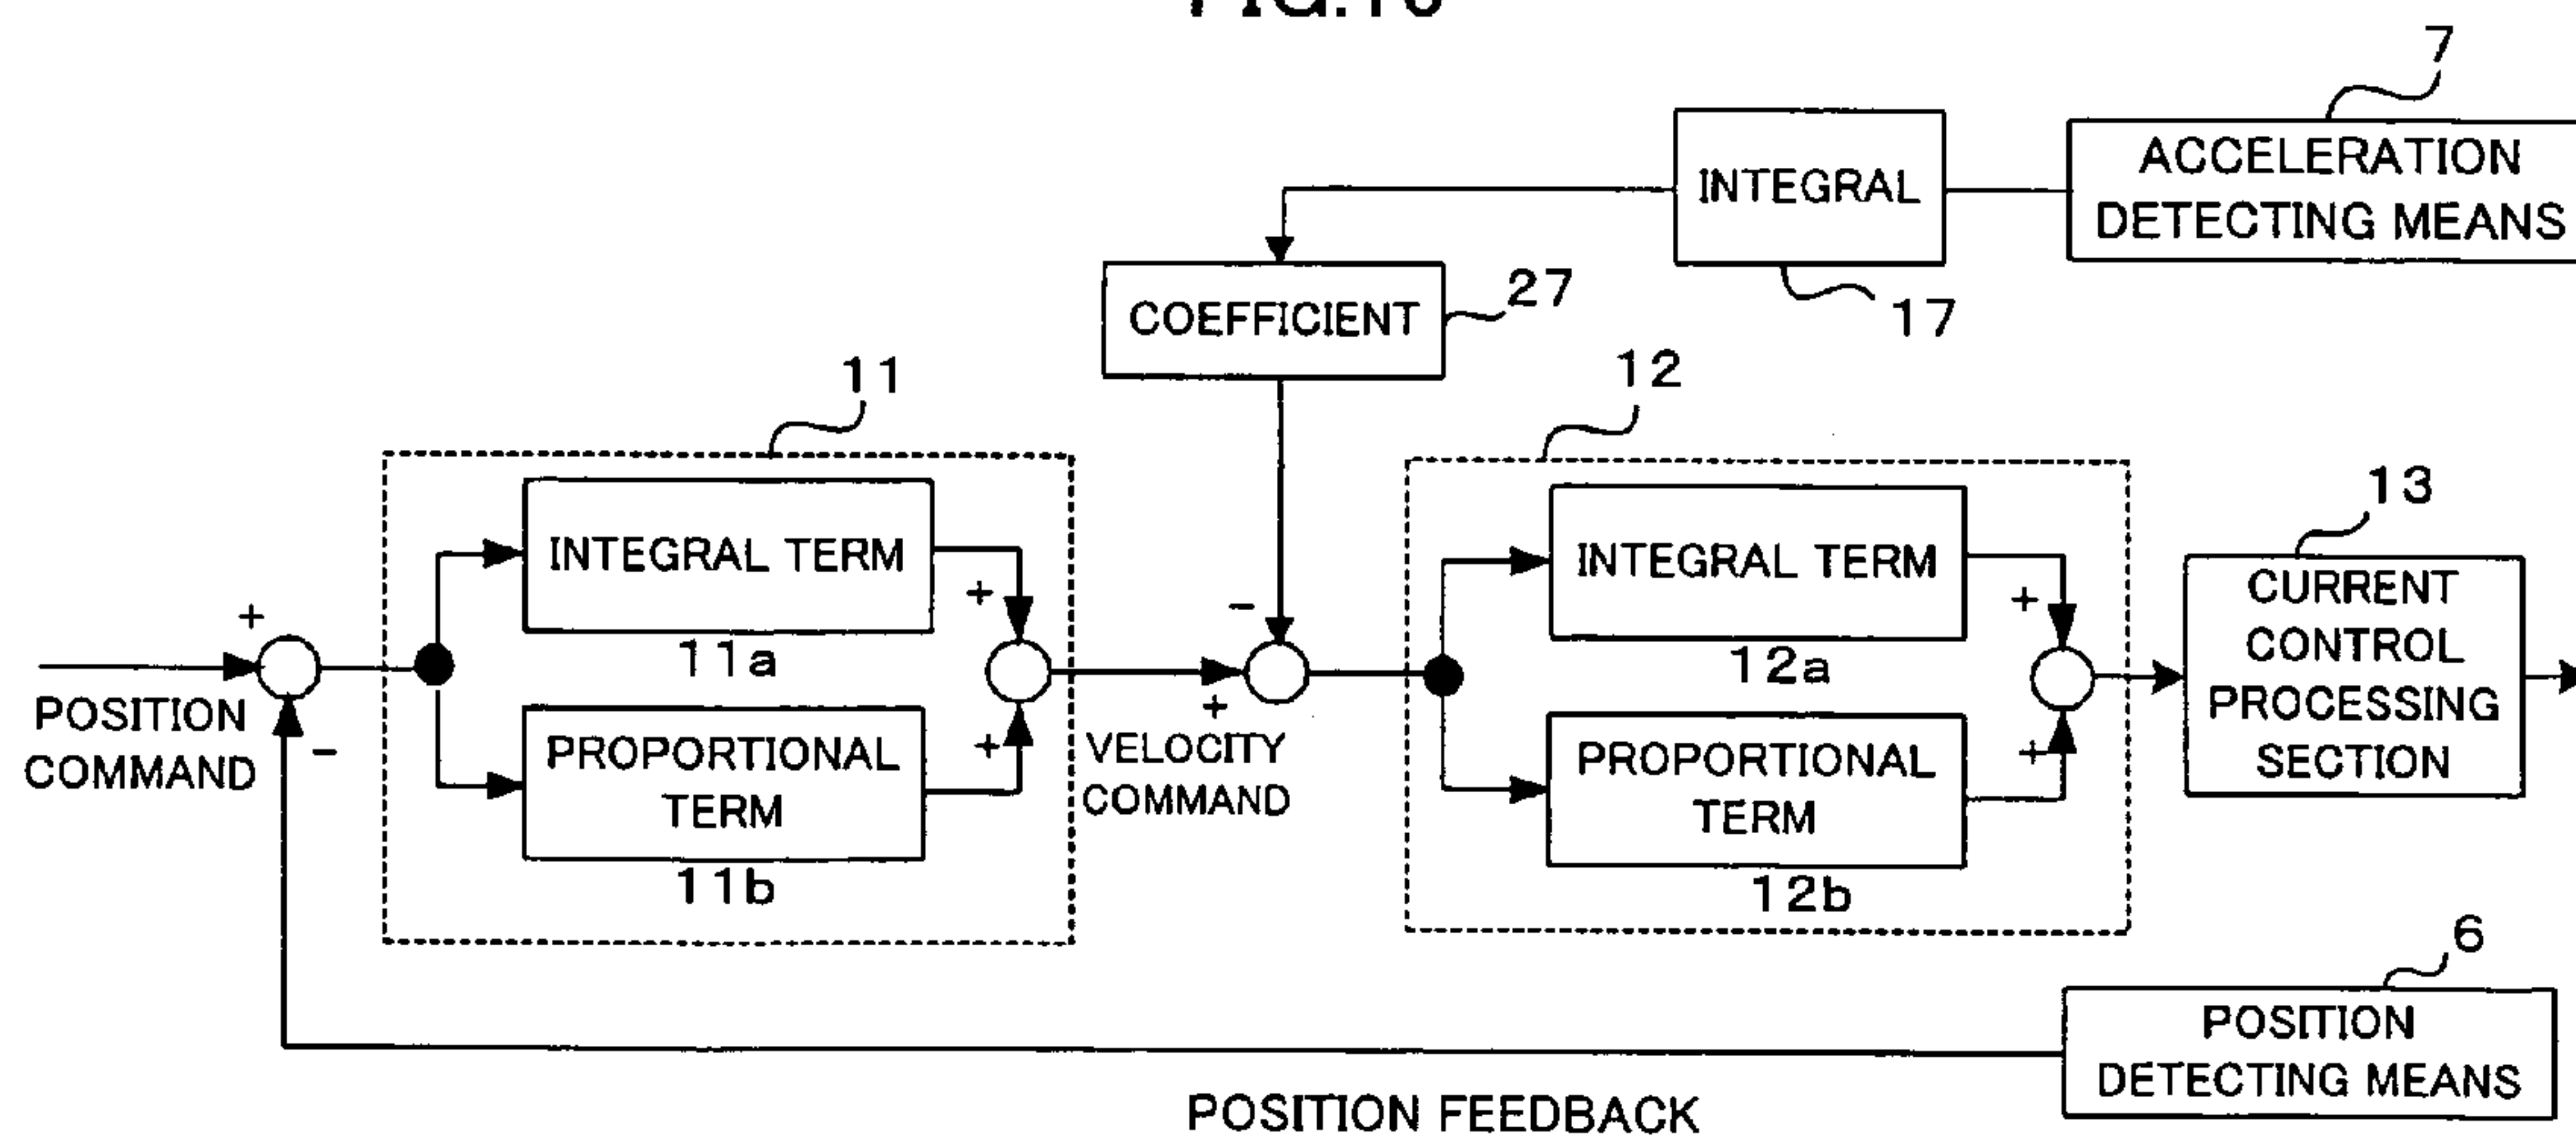 7
INTEGRAL
ACCELERATION
DETECTING MEANS
COEFFICIENT
27
17
11
12
13
INTEGRAL TERM
11a
PROPORTIONAL
TERM
11b
+
-
+
+
POSITION
COMMAND
VELOCITY
COMMAND
-
+
INTEGRAL TERM
12a
PROPORTIONAL
TERM
12b
+
+
CURRENT
CONTROL
PROCESSING
SECTION
6
POSITION
DETECTING MEANS
POSITION FEEDBACK